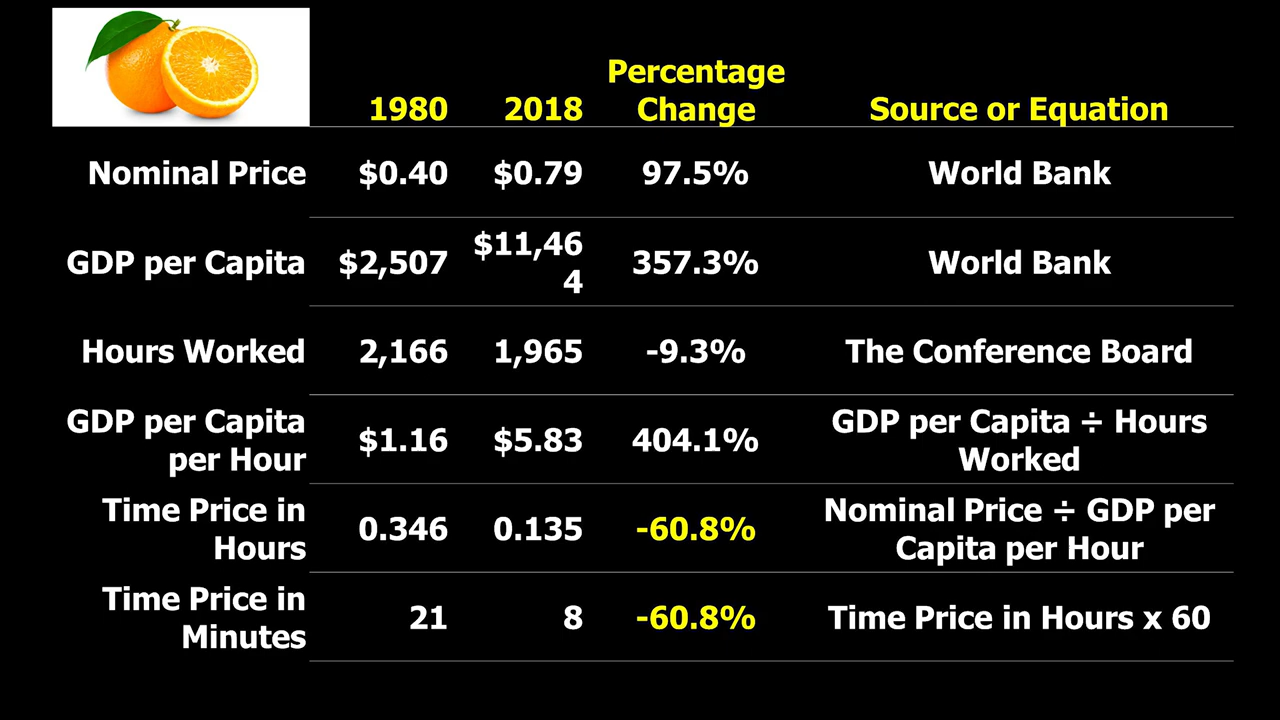 Percentage
1980 2018 Change Source or Equation
Nominal Price $0.40 $0.79 97.5% World Bank
$11,46
GDP per Capita $2,507 357.3% World Bank
4
Hours Worked 2,166 1,965 -9.3% The Conference Board
GDP per Capita GDP per Capita ÷ Hours
$1.16 $5.83 404.1%
per Hour Worked
Time Price in Nominal Price ÷ GDP per
0.346 0.135 -60.8%
Hours Capita per Hour
Time Price in
21 8 -60.8% Time Price in Hours x 60
Minutes